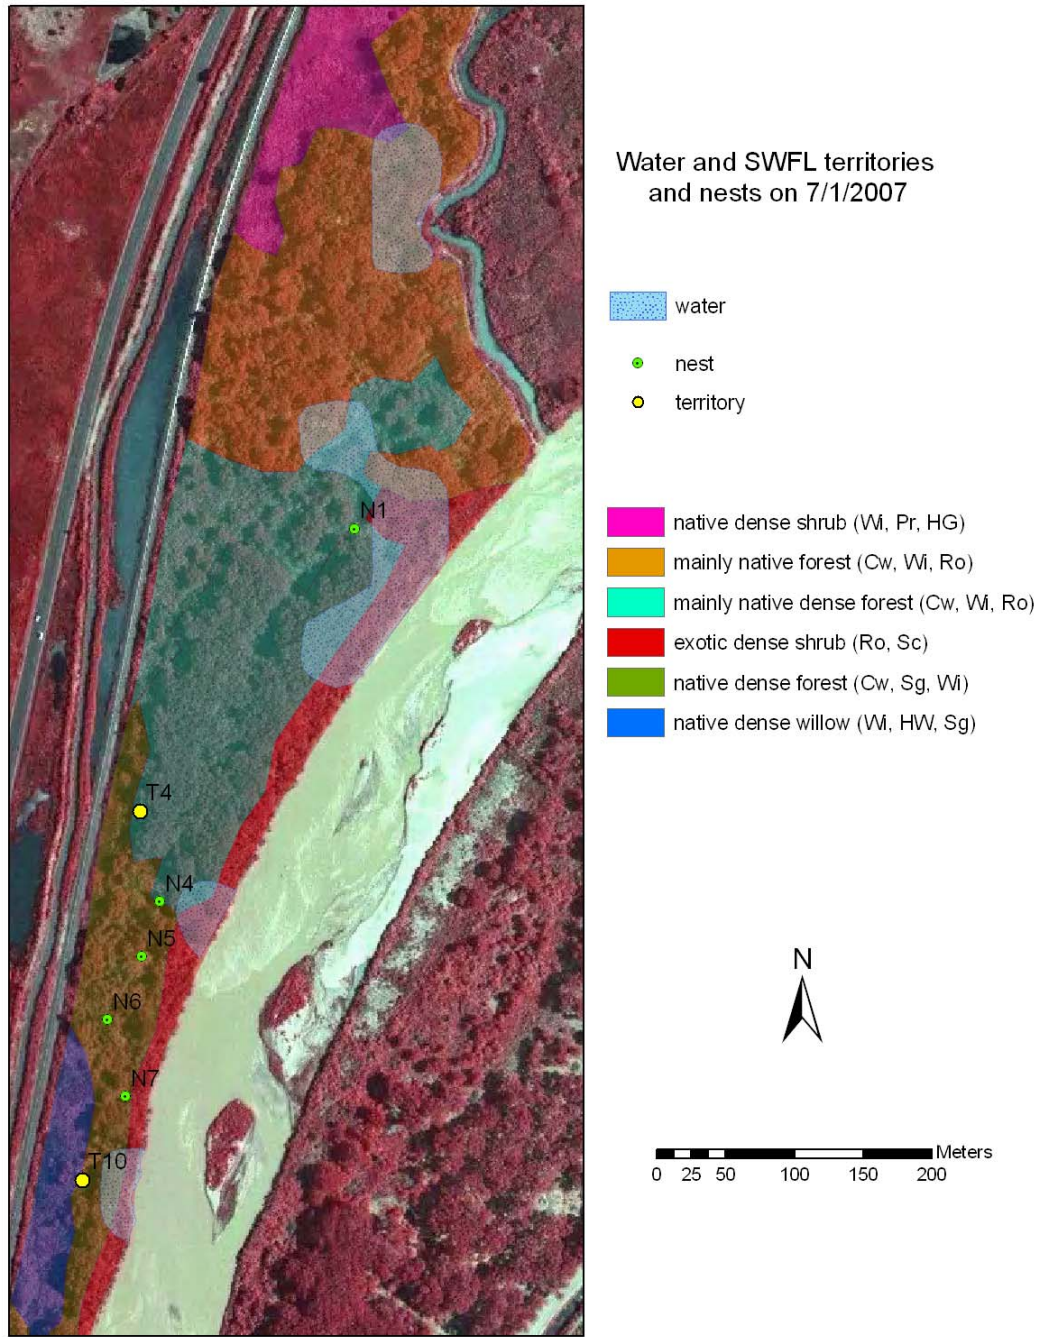 Water and SWFL territories
and nests on 7/1/2007
water
nest
territory
native dense shrub (Wi, Pr, HG)
mainly native forest (Cw, Wi, Ro)
mainly native dense forest (Cw, Wi, Ro)
exotic dense shrub (Ro, Sc)
native dense forest (Cw, Sg, Wi)
native dense willow (Wi, HW, Sg)
N1
T4
N4
N5
N6
N7
T10
N
Meters
0 25 50 100 150 200